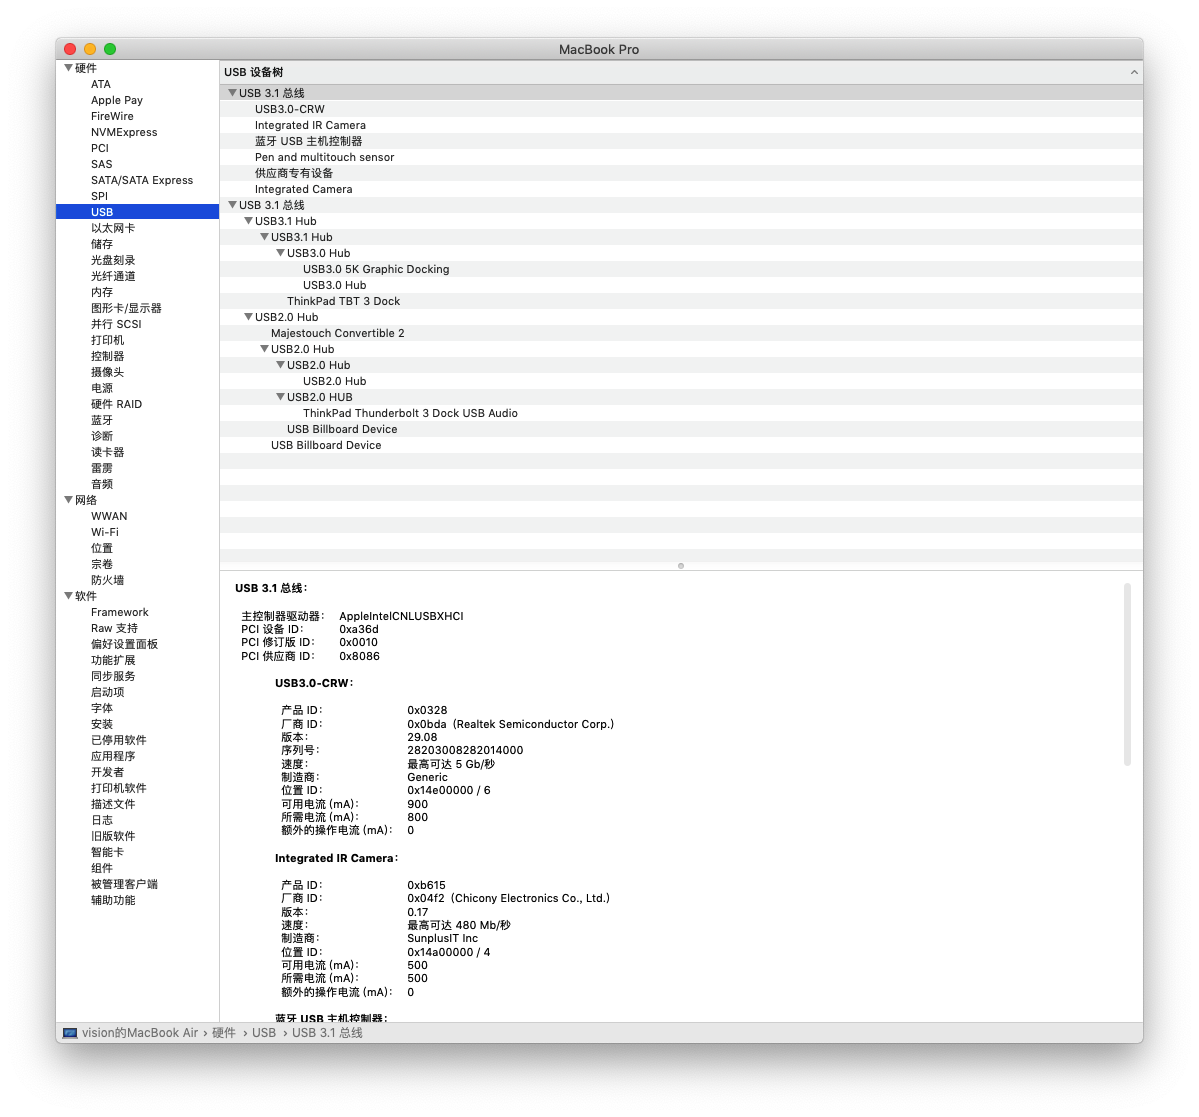 MacBook Pro
硬件
ATA
Apple Pay
FireWire
NVMExpress
PCI
SAS
SATA/SATA Express
SPI
USB
以太网卡
储存
光盘刻录
光纤通道
内存
图形卡/显示器
并行 SCSI
打印机
控制器
摄像头
电源
硬件 RAID
蓝牙
诊断
读卡器
雷雳
音频
网络
WWAN
Wi-Fi
位置
宗卷
防火墙
软件
Framework
Raw 支持
偏好设置面板
功能扩展
同步服务
启动项
字体
安装
已停用软件
应用程序
开发者
打印机软件
描述文件
日志
旧版软件
智能卡
组件
被管理客户端
辅助功能
USB 设备树
USB 3.1 总线
USB3.0-CRW
Integrated IR Camera
蓝牙 USB 主机控制器
Pen and multitouch sensor
供应商专有设备
Integrated Camera
USB 3.1 总线
USB3.1 Hub
USB3.1 Hub
USB3.0 Hub
USB3.0 5K Graphic Docking
USB3.0 Hub
ThinkPad TBT 3 Dock
USB2.0 Hub
Majestouch Convertible 2
USB2.0 Hub
USB2.0 Hub
USB2.0 Hub
USB2.0 HUB
ThinkPad Thunderbolt 3 Dock USB Audio
USB Billboard Device
USB Billboard Device
USB 3.1 总线：
主控制器驱动器： AppleIntelCNLUSBXHCI
PCI 设备 ID： 0xa36d
PCI 修订版 ID： 0x0010
PCI 供应商 ID： 0x8086
USB3.0-CRW：
产品 ID： 0x0328
厂商 ID： 0x0bda (Realtek Semiconductor Corp.)
版本： 29.08
序列号： 28203008282014000
速度： 最高可达 5 Gb/秒
制造商： Generic
位置 ID： 0x14e00000 / 6
可用电流 (mA)： 900
所需电流 (mA)： 800
额外的操作电流 (mA)： 0
Integrated IR Camera：
产品 ID： 0xb615
厂商 ID： 0x04f2 (Chicony Electronics Co., Ltd.)
版本： 0.17
速度： 最高可达 480 Mb/秒
制造商： SunplusIT Inc
位置 ID： 0x14a00000 / 4
可用电流 (mA)： 500
所需电流 (mA)： 500
额外的操作电流 (mA)： 0
蓝牙 USB 主机控制器：
vision的MacBook Air › 硬件 › USB › USB 3.1 总线